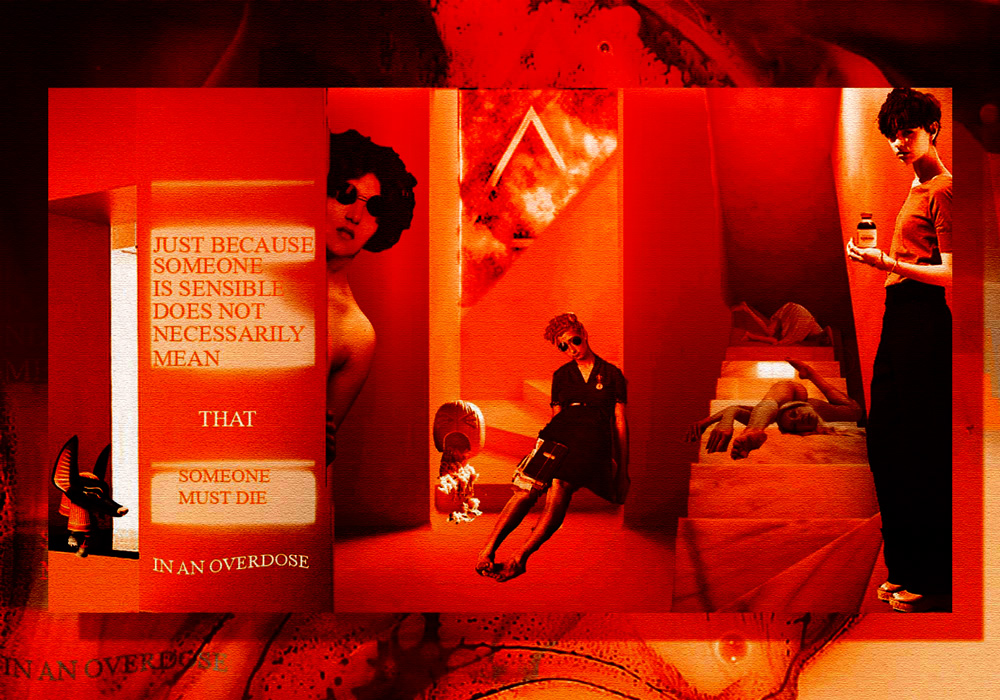 JUST BECAUSE
SOMEONE
IS SENSIBLE
DOES NOT
NECESSARILY
MEAN
THAT
SOMEONE
MUST DIE
IN AN OVERDOSE
IN AN OVERDOSE